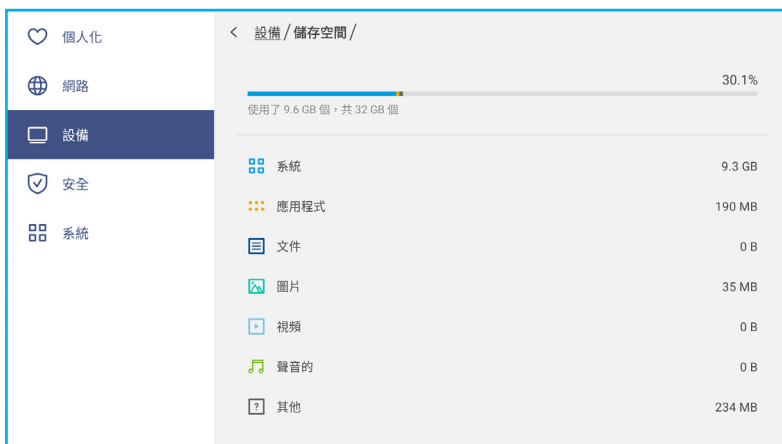 個人化
網路
設備
安全
系統
< 設備/儲存空間/
30.1%
使用了 9.6 GB 個，共 32 GB 個
系統 9.3 GB
應用程式 190 MB
文件 0 B
圖片 35 MB
視頻 0 B
聲音的 0 B
其他 234 MB